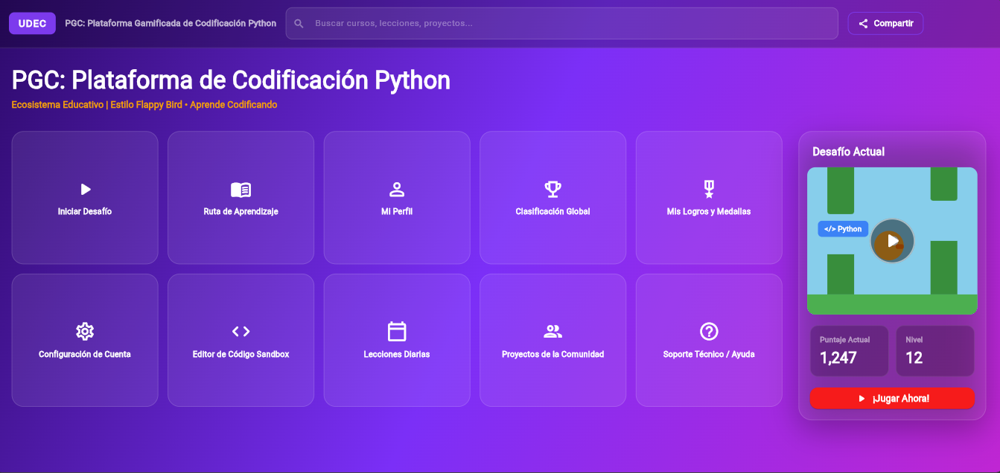 UDEC
PGC: Plataforma Gamificada de Codificación Python
Buscar cursos, lecciones, proyectos...
Compartir
PGC: Plataforma de Codificación Python
Ecosistema Educativo | Estilo Flappy Bird • Aprende Codificando
Iniciar Desafío
Ruta de Aprendizaje
Mi Perfil
Clasificación Global
Mis Logros y Medallas
Configuración de Cuenta
Editor de Código Sandbox
Lecciones Diarias
Proyectos de la Comunidad
Soporte Técnico / Ayuda
Desafío Actual
</> Python
Puntaje Actual
1,247
Nivel
12
¡Jugar Ahora!